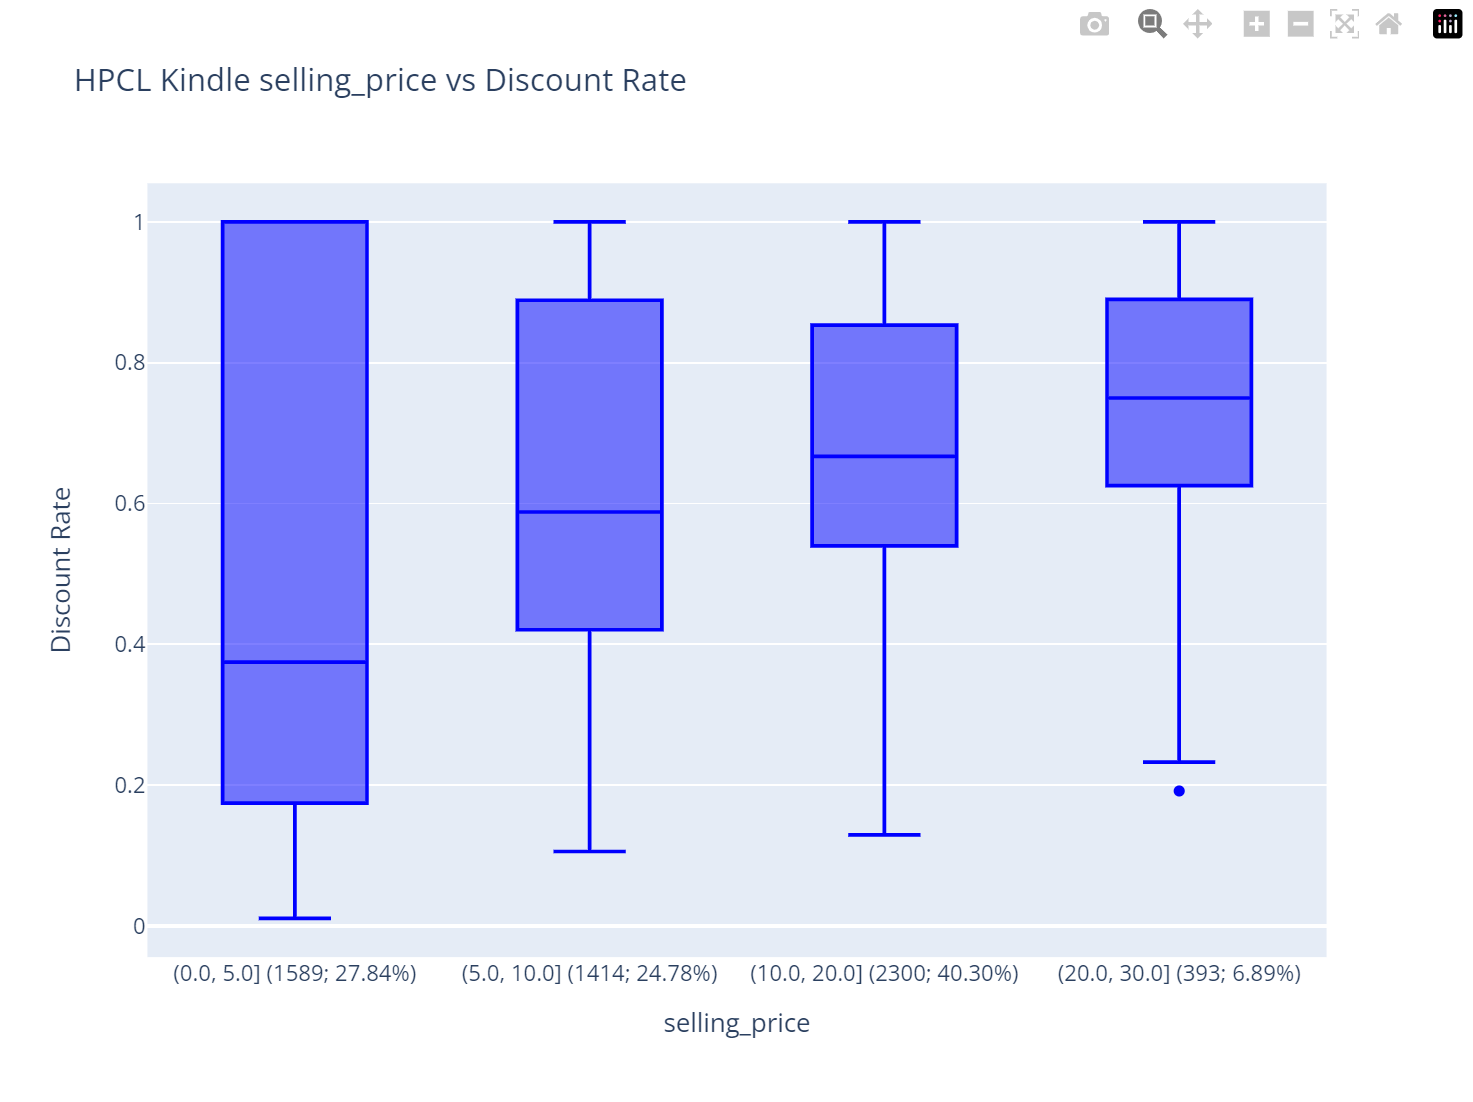 HPCL Kindle selling_price vs Discount Rate
1
0.8
0.6
0.4
0.2
0
Discount Rate
(0.0, 5.0] (1589; 27.84%)
(5.0, 10.0] (1414; 24.78%)
(10.0, 20.0] (2300; 40.30%)
(20.0, 30.0] (393; 6.89%)
selling_price